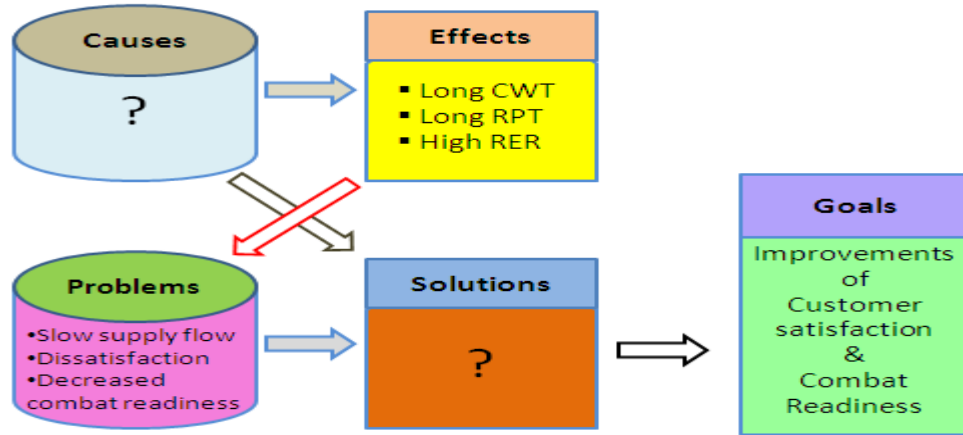 Causes
?
Effects
▪ Long CWT
▪ Long RPT
▪ High RER
Problems
•Slow supply flow
•Dissatisfaction
•Decreased
combat readiness
Solutions
?
Goals
Improvements
of
Customer
satisfaction
&
Combat
Readiness